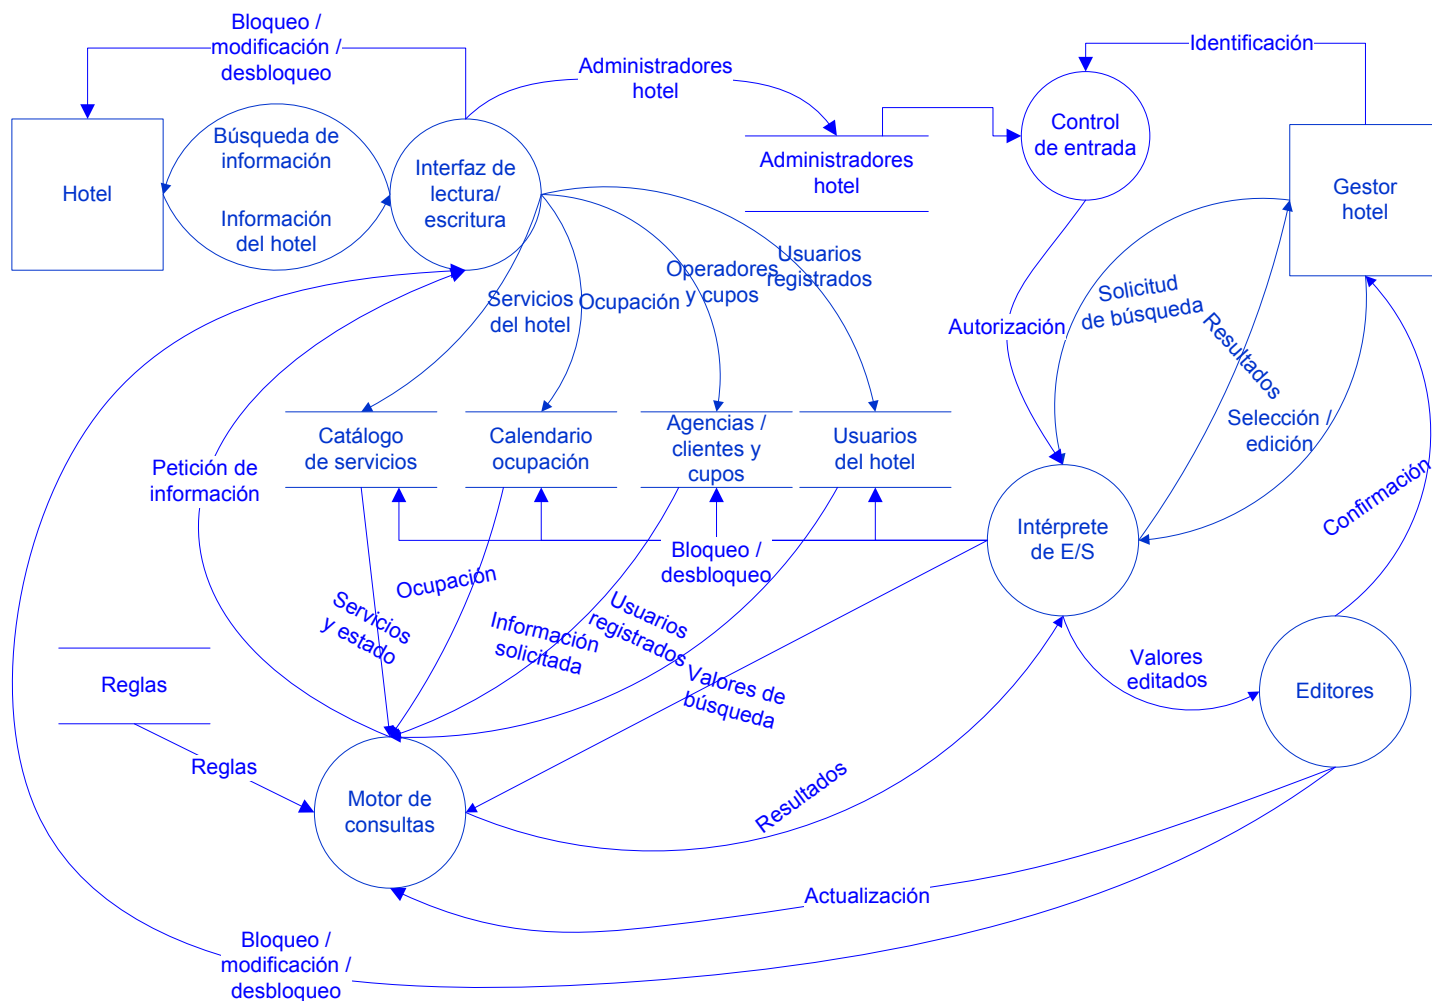 Bloqueo /
modificación /
desbloqueo
Identificación
Administradores
hotel
Control
de entrada
Búsqueda de
información
Interfaz de
lectura/
escritura
Administradores
hotel
Hotel
Gestor
hotel
Información
del hotel
Usuarios
registrados
Operadores
y cupos
Servicios
del hotel
Ocupación
Solicitud
de búsqueda
Autorización
Resultados
Catálogo
de servicios
Calendario
ocupación
Agencias /
clientes y
cupos
Usuarios
del hotel
Selección /
edición
Petición de
información
Confirmación
Intérprete
de E/S
Bloqueo /
desbloqueo
Ocupación
Servicios
y estado
Información
solicitada
Usuarios
registrados
Valores de
búsqueda
Valores
editados
Editores
Reglas
Reglas
Motor de
consultas
Resultados
Actualización
Bloqueo /
modificación /
desbloqueo